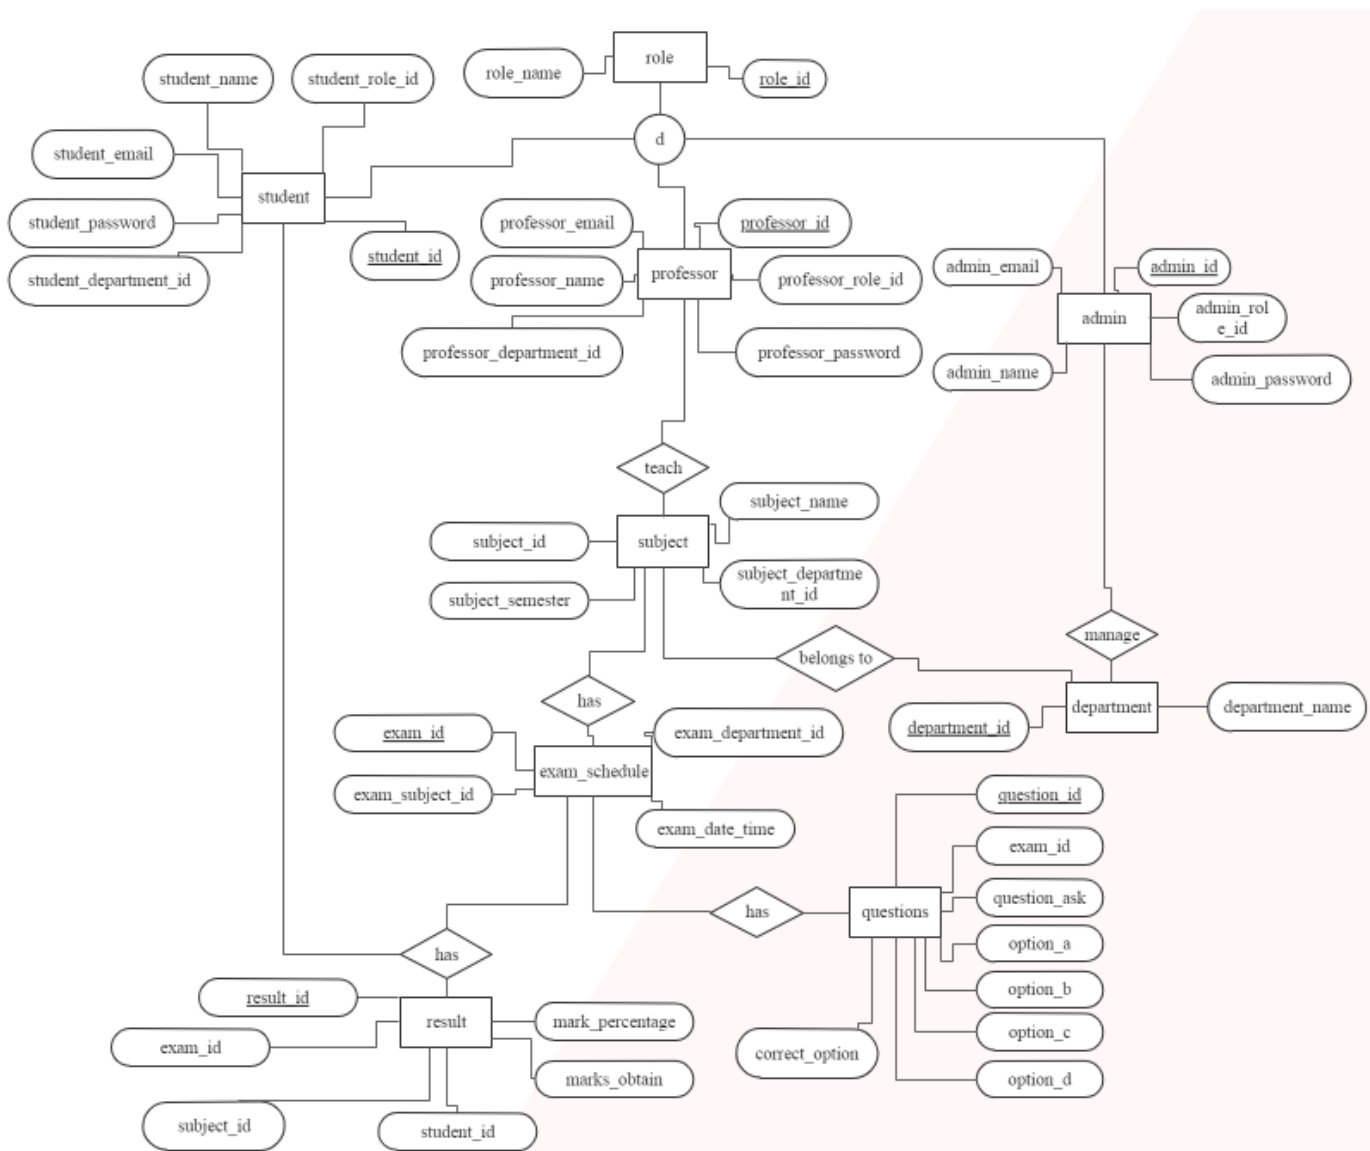 role
role_name
role_id
student_name
student_role_id
d
student_email
student
student_password
student_id
student_department_id
professor_email
professor_id
professor
professor_name
professor_role_id
professor_department_id
professor_password
admin_email
admin_id
admin
admin_rol
e_id
admin_name
admin_password
teach
subject_name
subject_id
subject
subject_departme
nt_id
subject_semester
manage
belongs to
has
department
department_id
department_name
exam_id
exam_department_id
exam_schedule
exam_subject_id
exam_date_time
question_id
exam_id
question_ask
has
questions
option_a
option_b
option_c
option_d
correct_option
has
result_id
result
mark_percentage
exam_id
marks_obtain
subject_id
student_id